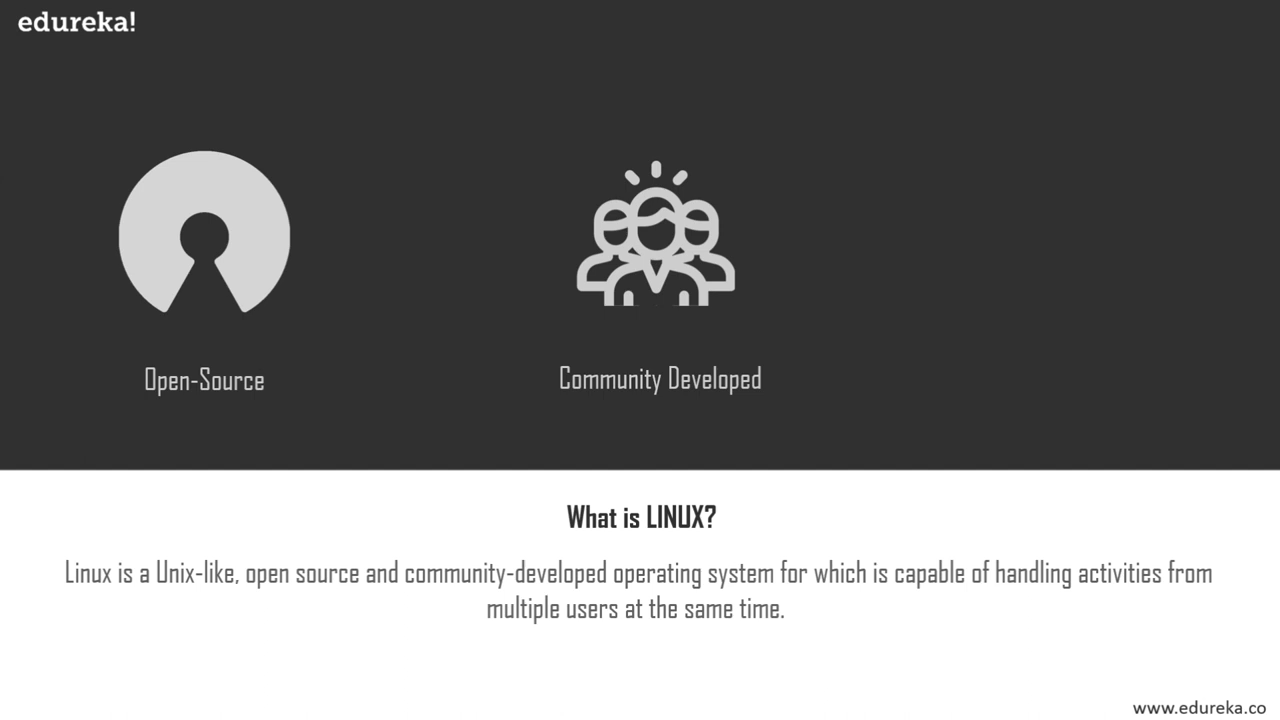 edureka!
Open-Source
Community Developed
What is LINUX?
Linux is a Unix-like, open source and community-developed operating system for which is capable of handling activities from
multiple users at the same time.
www.edureka.co